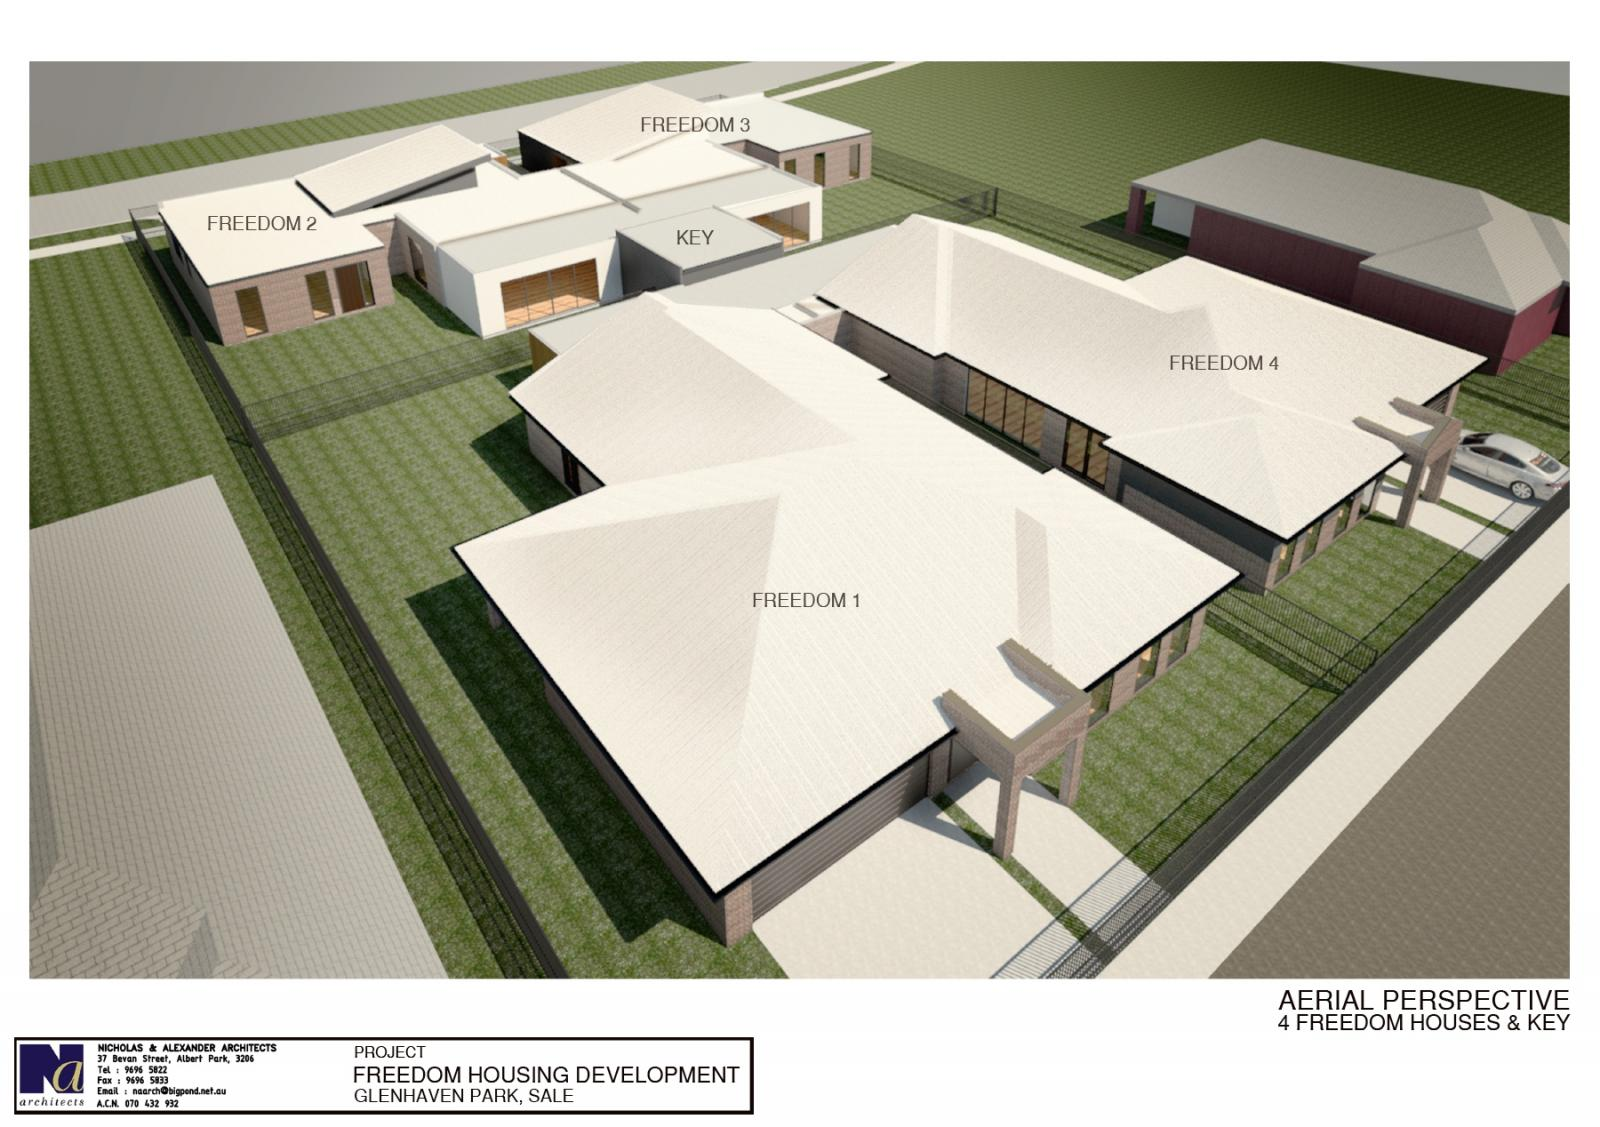 FREEDOM 3
FREEDOM 2
KEY
FREEDOM 4
FREEDOM 1
AERIAL PERSPECTIVE
4 FREEDOM HOUSES & KEY
Na
architects
NICHOLAS & ALEXANDER ARCHITECTS
37 Bevan Street, Albert Park, 3206
Tel : 9696 5822
Fax : 9696 5833
Email : naarch@bigpond.net.au
A.C.N. 070 432 932
PROJECT
FREEDOM HOUSING DEVELOPMENT
GLENHAVEN PARK, SALE